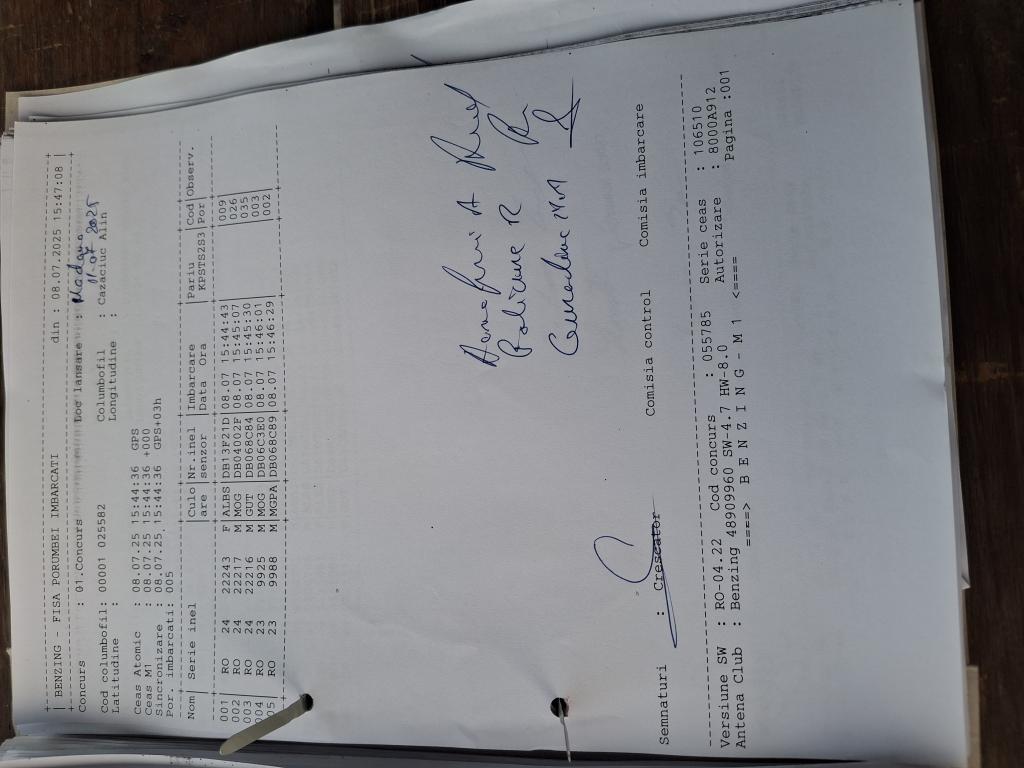 | BENZING - FISA PORUMBEI IMBARCATI din : 08.07.2025 15:47:08 |
Concurs : 01.Concurs Loc lansare :
11-07 2025
Cod columbofil: 00001 025582 Columbofil : Cazaciuc Alin
Latitudine : Longitudine :
Ceas Atomic : 08.07.25 15:44:36 GPS
Ceas M1 : 08.07.25 15:44:36 +000
Sincronizare : 08.07.25 15:44:36 GPS+03h
Por. imbarcati: 005
Nom| Serie inel |Culo|Nr.inel |Imbarcare |Pariu |Cod|Observ.
| |are |senzor |Data Ora |KPSTS2S3|Por|
001 | RO 24 22243 F|ALBS|DB13F21D|08.07 15:44:43| |009|
002 | RO 24 22217 M|MOG |DB04002F|08.07 15:45:07| |026|
003 | RO 24 22216 M|GUT |DB068C84|08.07 15:45:30| |035|
004 | RO 23 9925 M|MOG |DB06C3E0|08.07 15:46:01| |003|
05 | RO 23 9988 M|MGPA|DB068C89|08.07 15:46:29| |002|
Semnaturi : Crescator Comisia control Comisia imbarcare
Versiune SW : RO-04.22 Cod concurs : 055785 Serie ceas : 106510
Antena Club : Benzing 48909960 SW-4.7 HW-8.0 Autorizare : 8000A912
====> B E N Z I N G - M 1 <==== Pagina :001